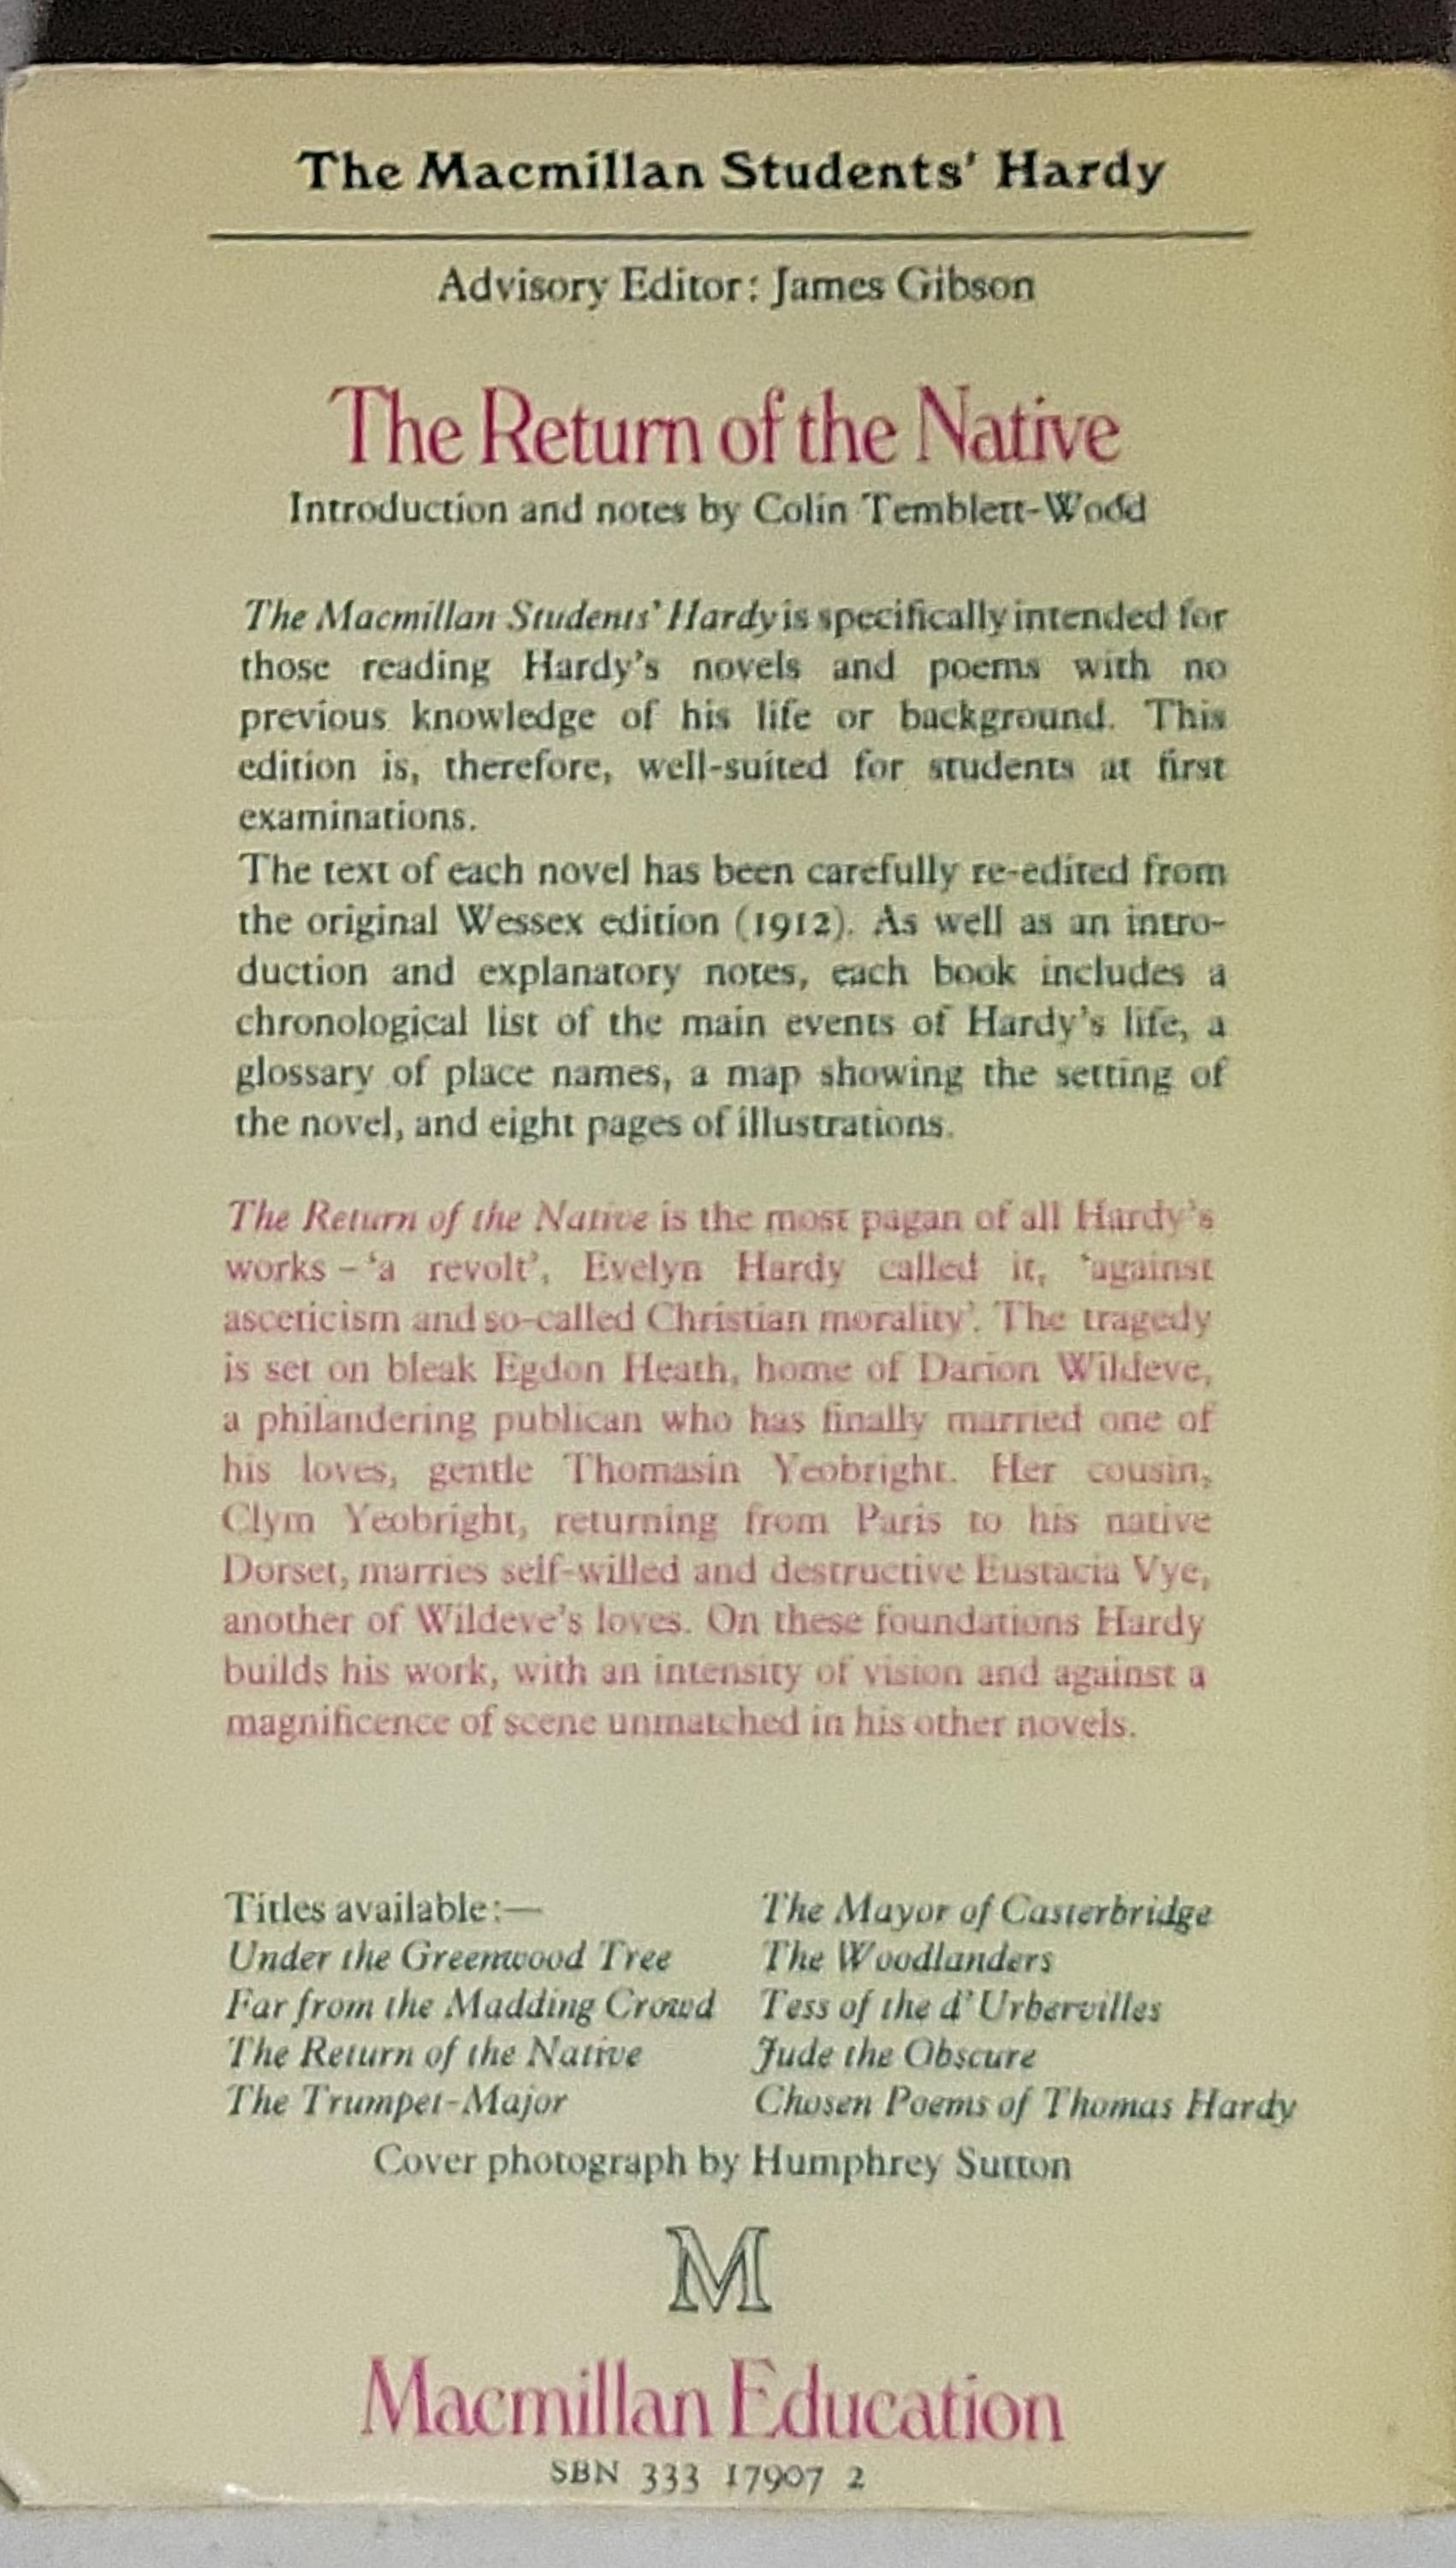 The Macmillan Students' Hardy
Advisory Editor: James Gibson
The Return of the Native
Introduction and notes by Colin Temblett-Wood
The Macmillan Students' Hardy is specifically intended for
those reading Hardy's novels and poems with no
previous knowledge of his life or background. This
edition is, therefore, well-suited for students at first
examinations.
The text of each novel has been carefully re-edited from
the original Wessex edition (1912). As well as an intro-
duction and explanatory notes, each book includes a
chronological list of the main events of Hardy's life, a
glossary of place names, a map showing the setting of
the novel, and eight pages of illustrations.
The Return of the Native is the most pagan of all Hardy's
works – 'a revolt', Evelyn Hardy called it, 'against
asceticism and so-called Christian morality'. The tragedy
is set on bleak Egdon Heath, home of Darion Wildeve,
a philandering publican who has finally married one of
his loves, gentle Thomasin Yeobright. Her cousin,
Clym Yeobright, returning from Paris to his native
Dorset, marries self-willed and destructive Eustacia Vye,
another of Wildeve's loves. On these foundations Hardy
builds his work, with an intensity of vision and against a
magnificence of scene unmatched in his other novels.
Titles available:—
Under the Greenwood Tree
Far from the Madding Crowd
The Return of the Native
The Trumpet-Major
The Mayor of Casterbridge
The Woodlanders
Tess of the d'Urbervilles
Jude the Obscure
Chosen Poems of Thomas Hardy
Cover photograph by Humphrey Sutton
M
Macmillan Education
SBN 333 17907 2